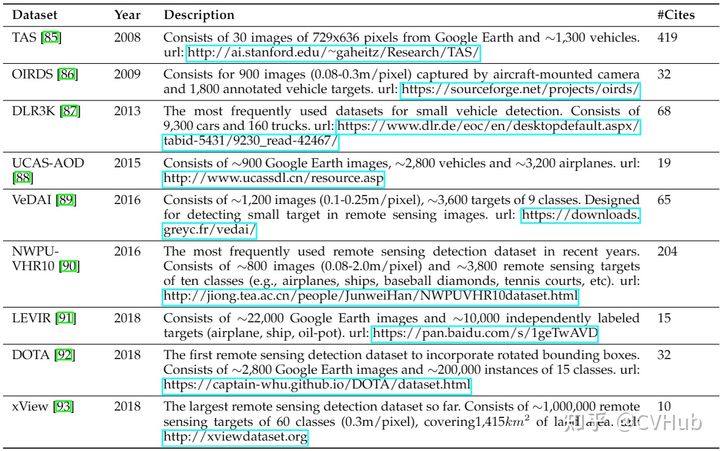 Dataset Year Description #Cites
TAS [85] 2008 Consists of 30 images of 729x636 pixels from Google Earth and ∼1,300 vehicles. 419
url: http://ai.stanford.edu/~gaheitz/Research/TAS/
OIRDS [86] 2009 Consists for 900 images (0.08-0.3m/pixel) captured by aircraft-mounted camera 32
and 1,800 annotated vehicle targets. url: https://sourceforge.net/projects/oirds/
DLR3K [87] 2013 The most frequently used datasets for small vehicle detection. Consists of 68
9,300 cars and 160 trucks. url: https://www.dlr.de/eoc/en/desktopdefault.aspx/
tabid-5431/9230_read-42467/
UCAS-AOD 2015 Consists of ∼900 Google Earth images, ∼2,800 vehicles and ∼3,200 airplanes. url: 19
[88] http://www.ucassdl.cn/resource.asp
VeDAI [89] 2016 Consists of ∼1,200 images (0.1-0.25m/pixel), ∼3,600 targets of 9 classes. Designed 65
for detecting small target in remote sensing images. url: https://downloads.
greyc.fr/vedai/
NWPU- 2016 The most frequently used remote sensing detection dataset in recent years. 204
VHR10 [90] Consists of ∼800 images (0.08-2.0m/pixel) and ∼3,800 remote sensing targets
of ten classes (e.g., airplanes, ships, baseball diamonds, tennis courts, etc). url:
http://jiong.tea.ac.cn/people/JunweiHan/NWPUVHR10dataset.html
LEVIR [91] 2018 Consists of ∼22,000 Google Earth images and ∼10,000 independently labeled 15
targets (airplane, ship, oil-pot). url: https://pan.baidu.com/s/1geTwAVD
DOTA [92] 2018 The first remote sensing detection dataset to incorporate rotated bounding boxes. 32
Consists of ∼2,800 Google Earth images and ∼200,000 instances of 15 classes. url:
https://captain-whu.github.io/DOTA/dataset.html
xView [93] 2018 The largest remote sensing detection dataset so far. Consists of ∼1,000,000 remote 10
sensing targets of 60 classes (0.3m/pixel), covering1,415km² of land area. url:
http://xviewdataset.org
知乎 @CVHub